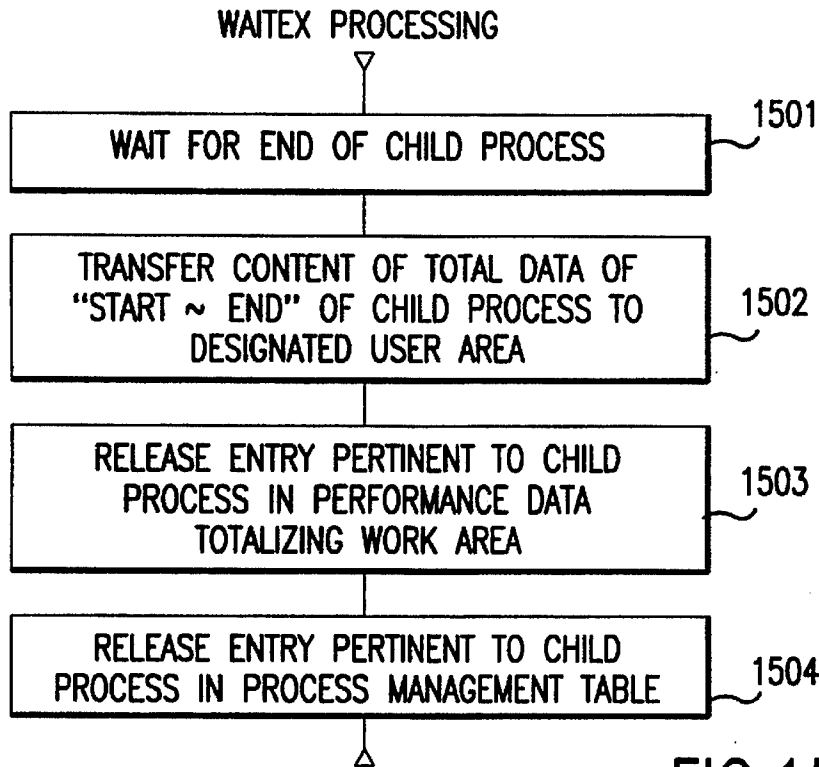 WAITEX PROCESSING
WAIT FOR END OF CHILD PROCESS
1501
TRANSFER CONTENT OF TOTAL DATA OF
“START ~ END” OF CHILD PROCESS TO
DESIGNATED USER AREA
1502
RELEASE ENTRY PERTINENT TO CHILD
PROCESS IN PERFORMANCE DATA
TOTALIZING WORK AREA
1503
RELEASE ENTRY PERTINENT TO CHILD
PROCESS IN PROCESS MANAGEMENT TABLE
1504